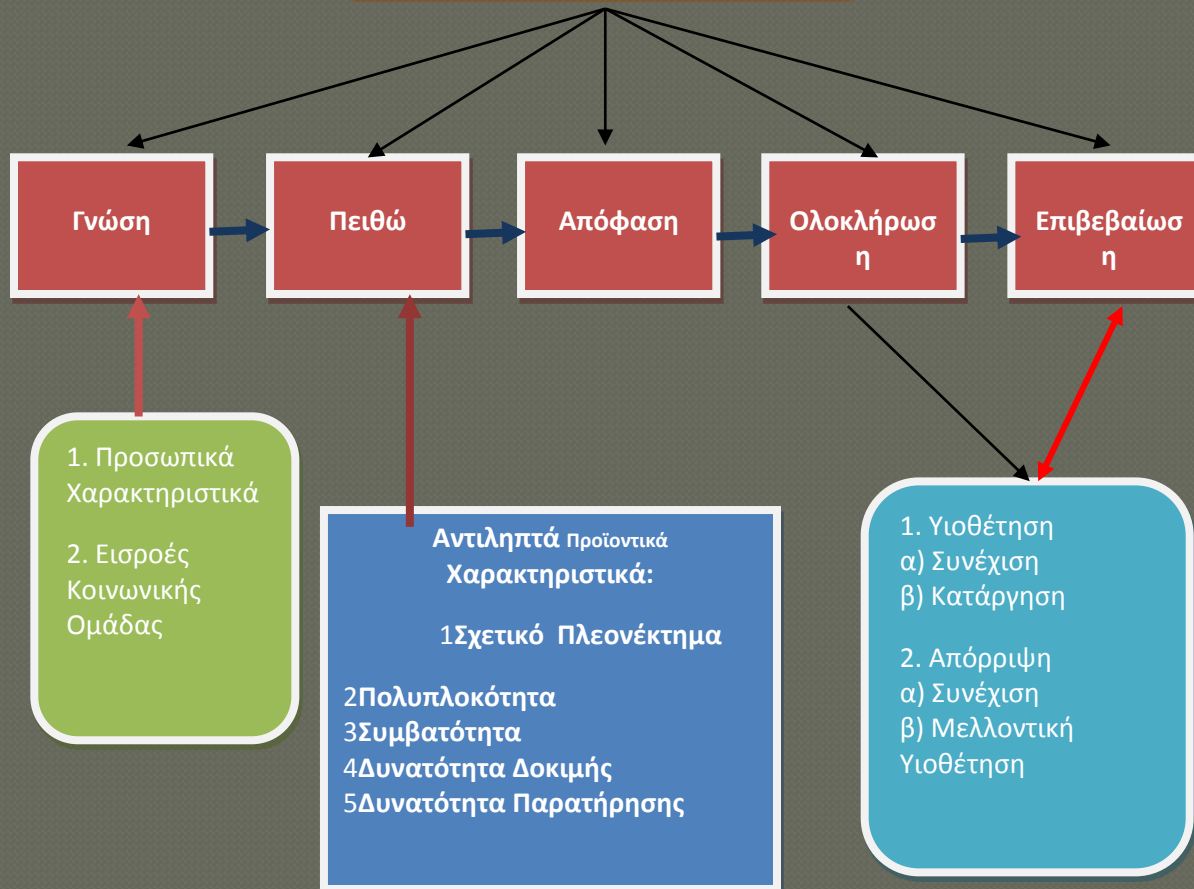 Γνώση
Πειθώ
Απόφαση
Ολοκλήρωσ
η
Επιβεβαίωσ
η
1. Προσωπικά
Χαρακτηριστικά
2. Εισροές
Κοινωνικής
Ομάδας
Αντιληπτά Προϊοντικά
Χαρακτηριστικά:
1Σχετικό Πλεονέκτημα
2Πολυπλοκότητα
3Συμβατότητα
4Δυνατότητα Δοκιμής
5Δυνατότητα Παρατήρησης
1. Υιοθέτηση
α) Συνέχιση
β) Κατάργηση
2. Απόρριψη
α) Συνέχιση
β) Μελλοντική
Υιοθέτηση